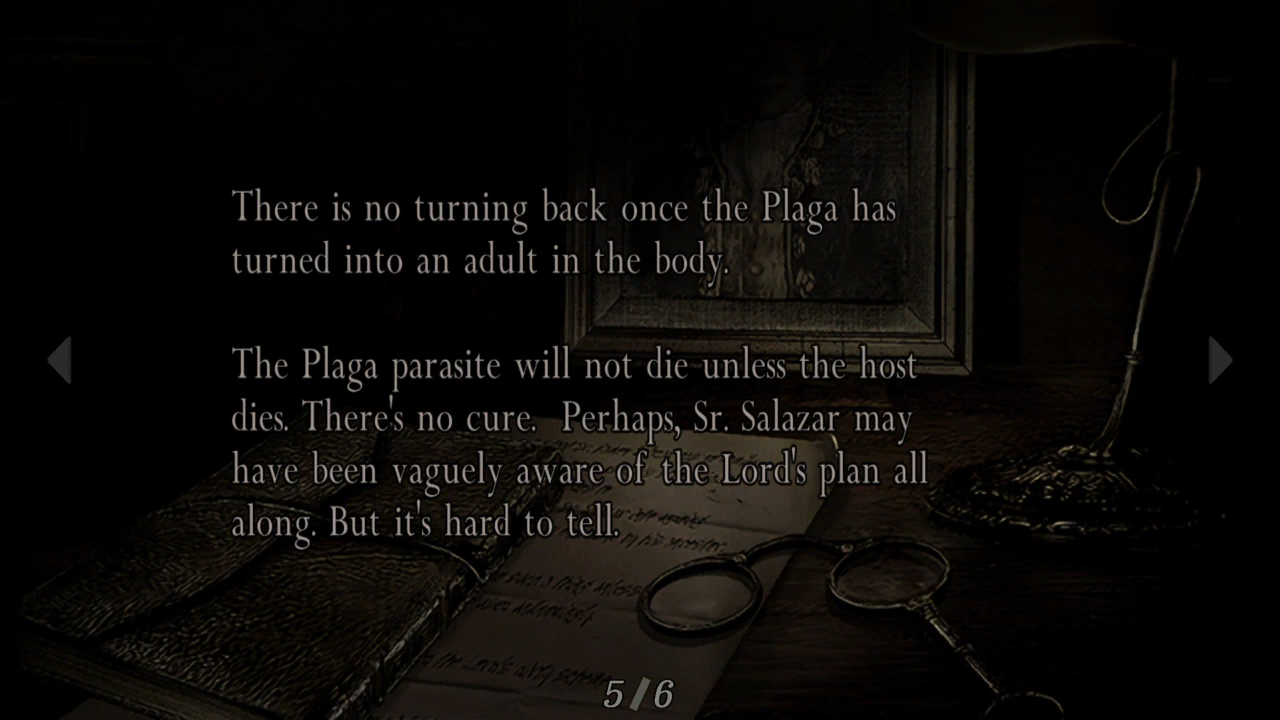 There is no turning back once the Plaga has
turned into an adult in the body.
The Plaga parasite will not die unless the host
dies. There's no cure.  Perhaps, Sr. Salazar may
have been vaguely aware of the Lord's plan all
along. But it's hard to tell.
5/6